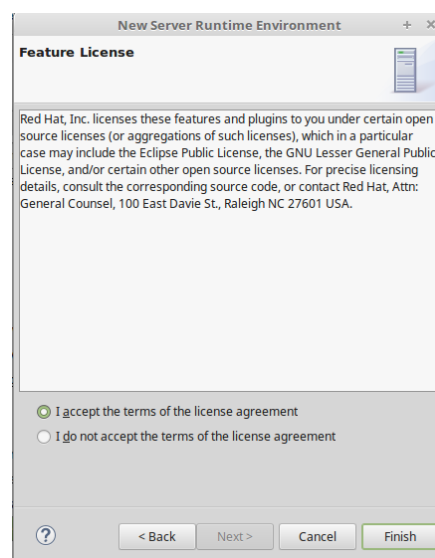 New Server Runtime Environment
Feature License
Red Hat, Inc. licenses these features and plugins to you under certain open
source licenses (or aggregations of such licenses), which in a particular
case may include the Eclipse Public License, the GNU Lesser General Public
License, and/or certain other open source licenses. For precise licensing
details, consult the corresponding source code, or contact Red Hat, Attn:
General Counsel, 100 East Davie St., Raleigh NC 27601 USA.
I accept the terms of the license agreement
I do not accept the terms of the license agreement
? < Back Next > Cancel Finish